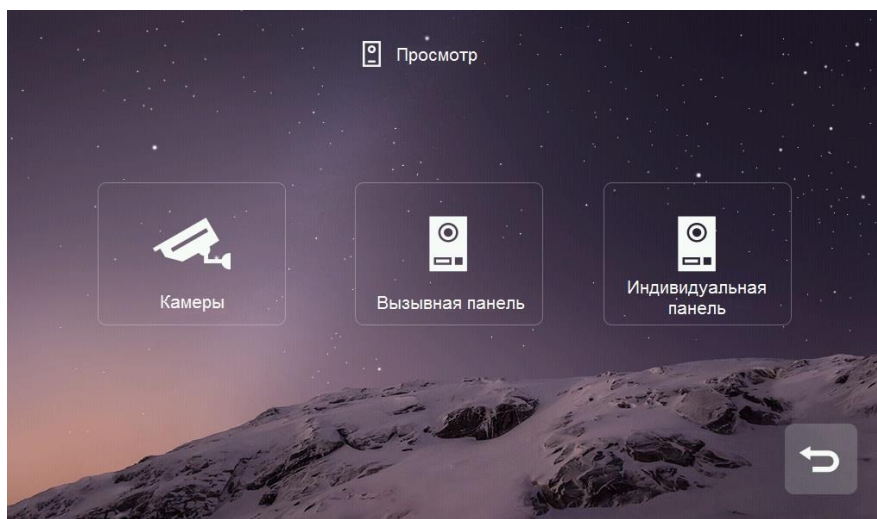 Просмотр
Камеры
Вызывная панель
Индивидуальная
панель